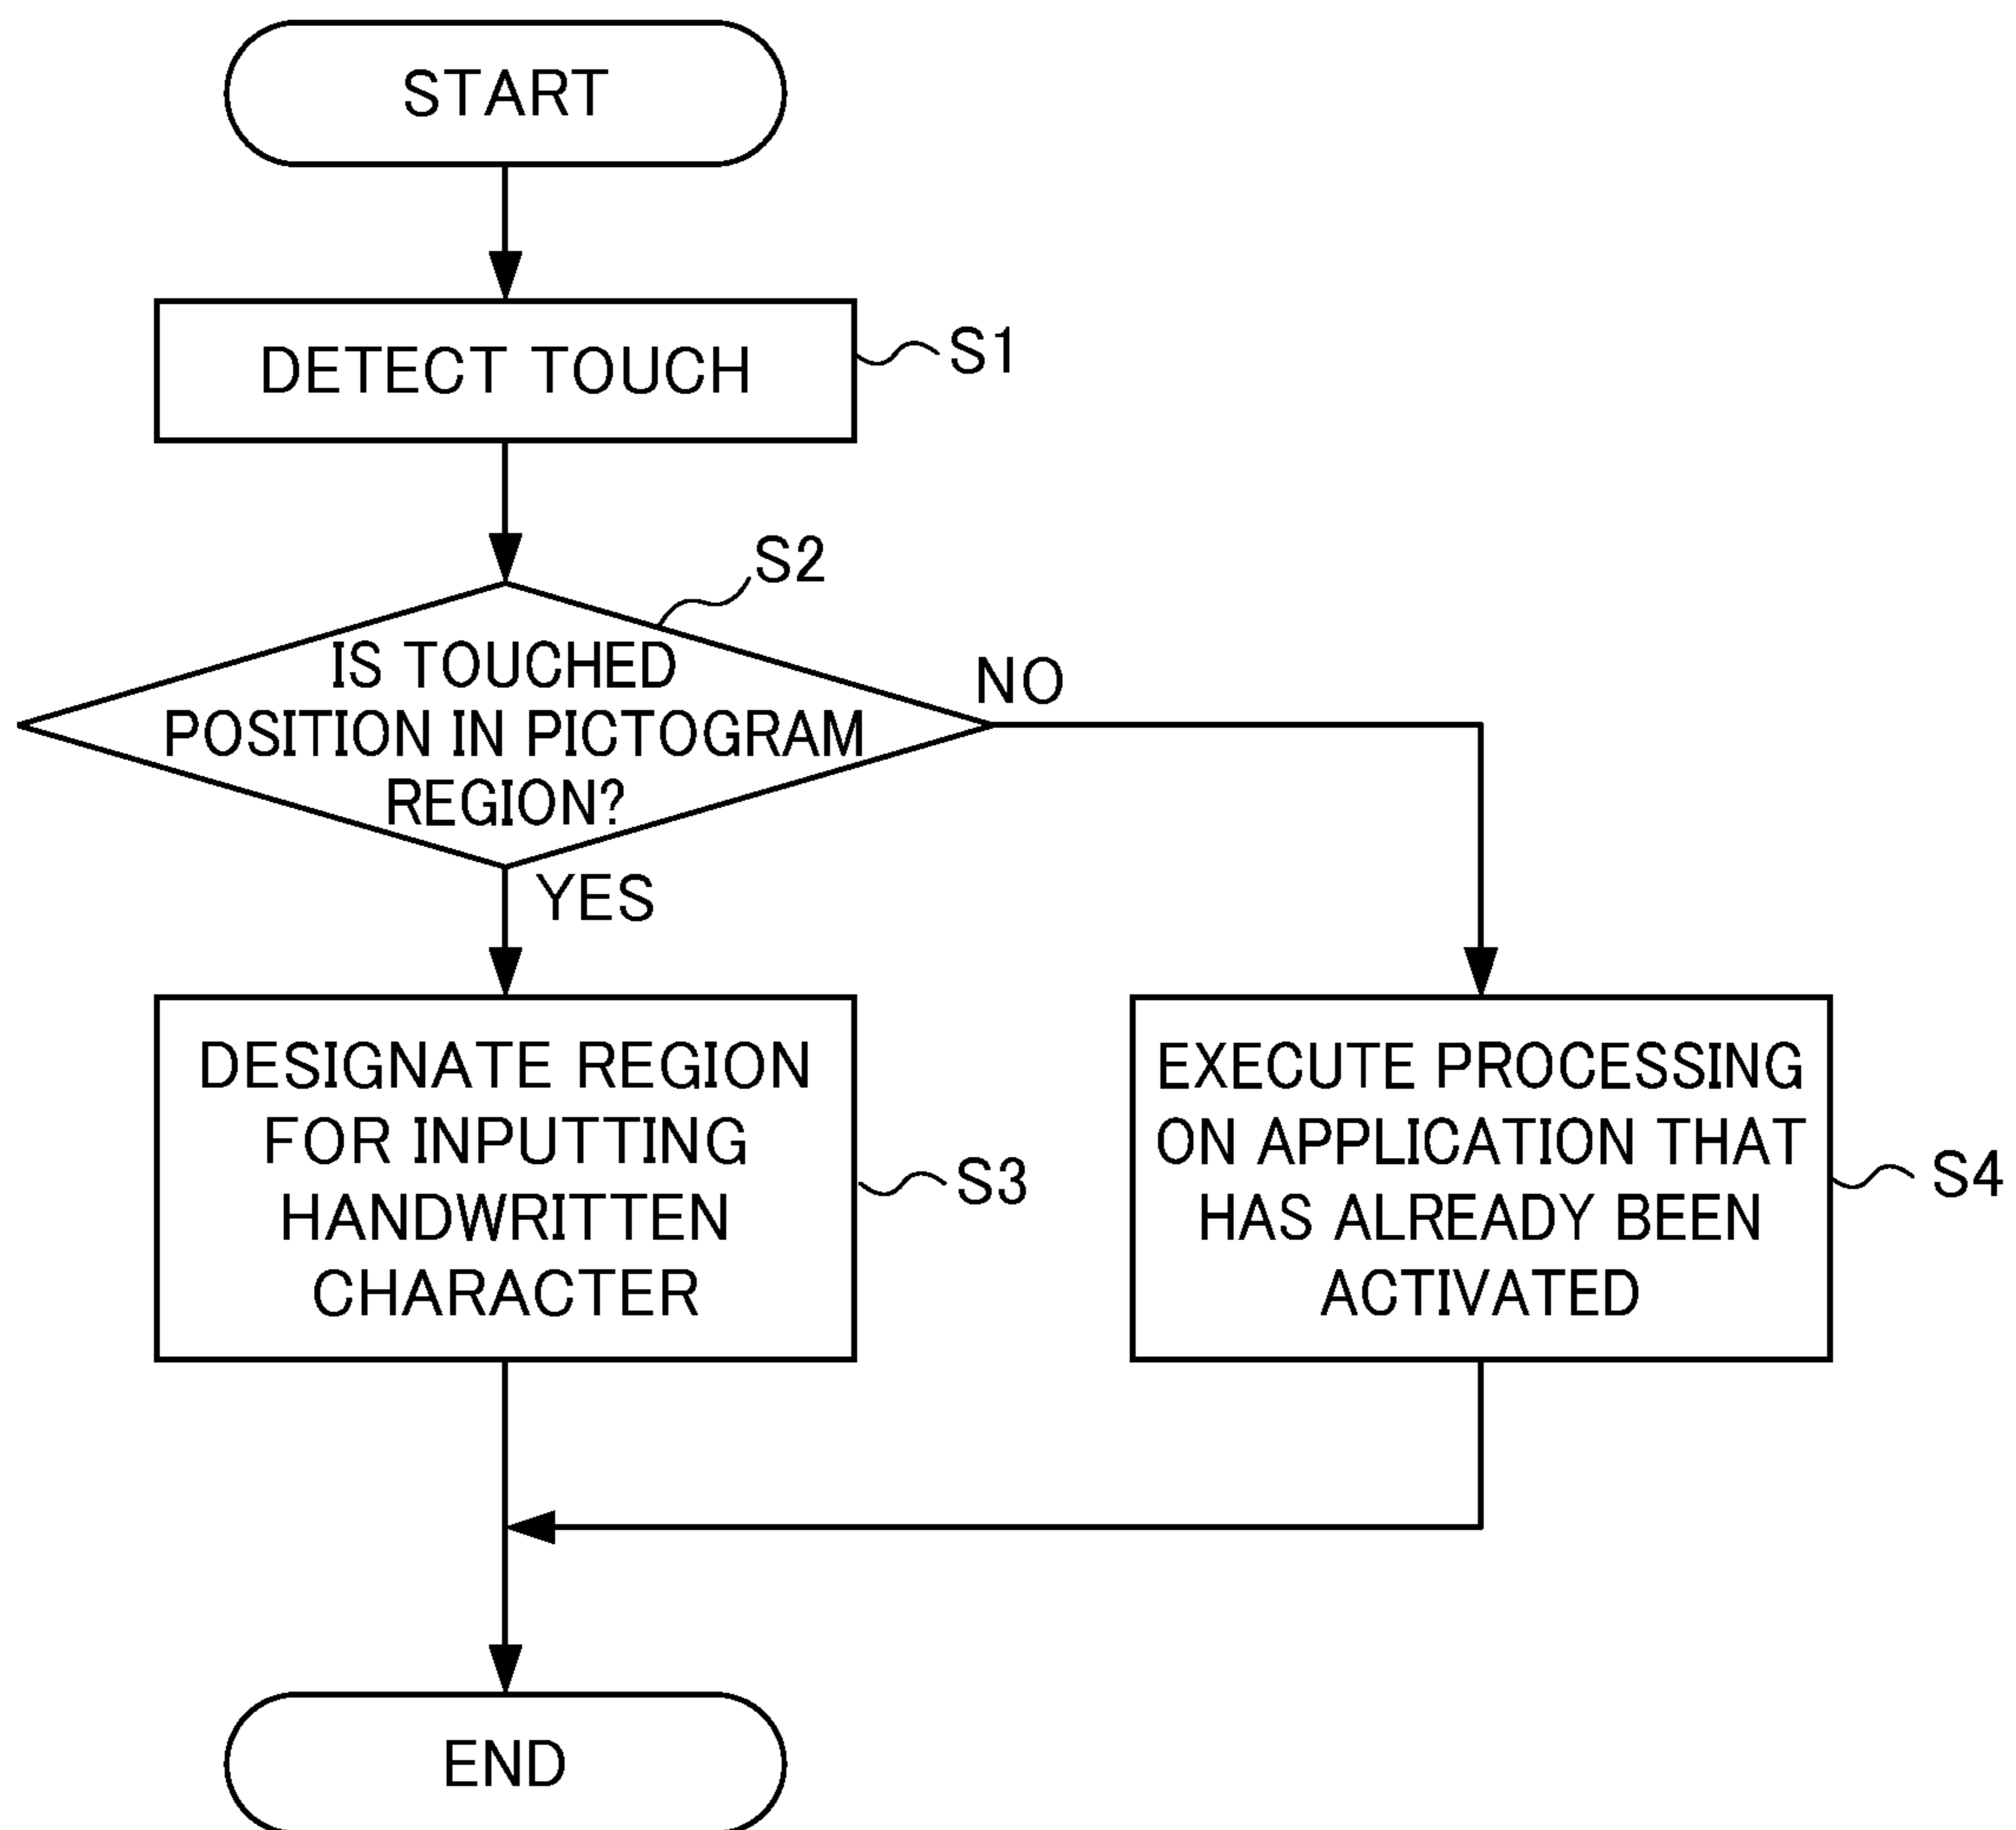 START
DETECT TOUCH
S1
S2
IS TOUCHED
POSITION IN PICTOGRAM
REGION?
NO
YES
DESIGNATE REGION
FOR INPUTTING
HANDWRITTEN
CHARACTER
S3
EXECUTE PROCESSING
ON APPLICATION THAT
HAS ALREADY BEEN
ACTIVATED
S4
END